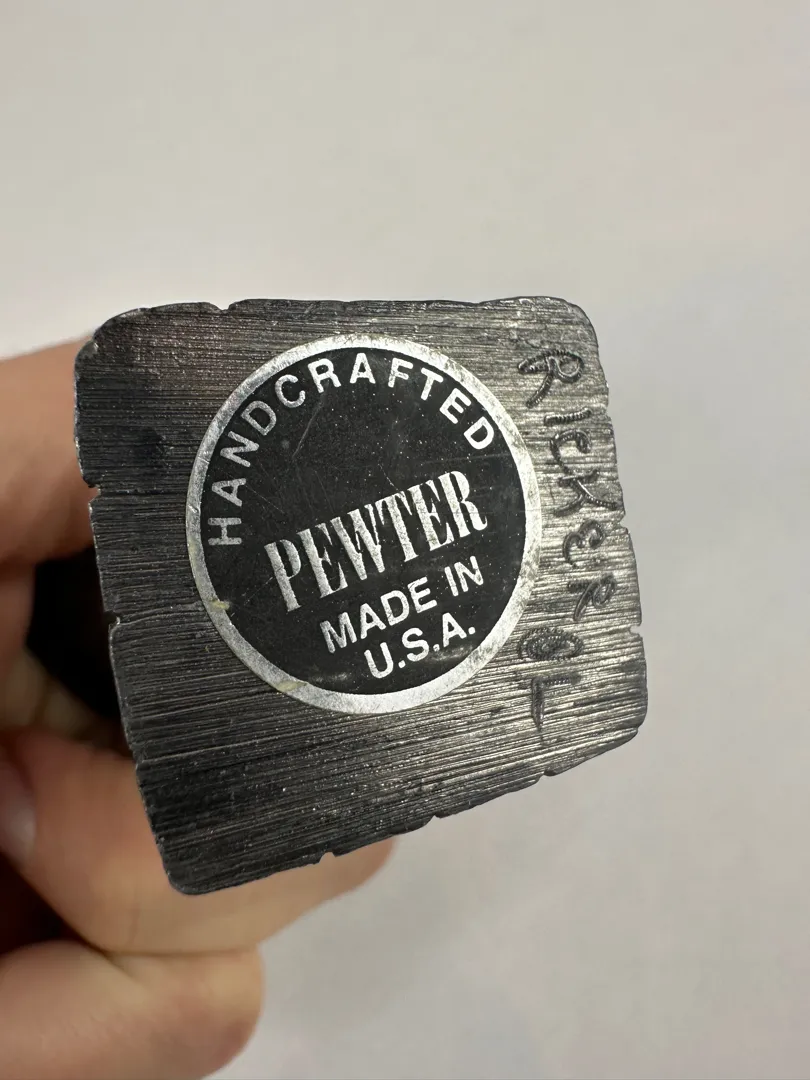 HANDCRAFTED
PEWTER
MADE IN
U.S.A.
RICKER